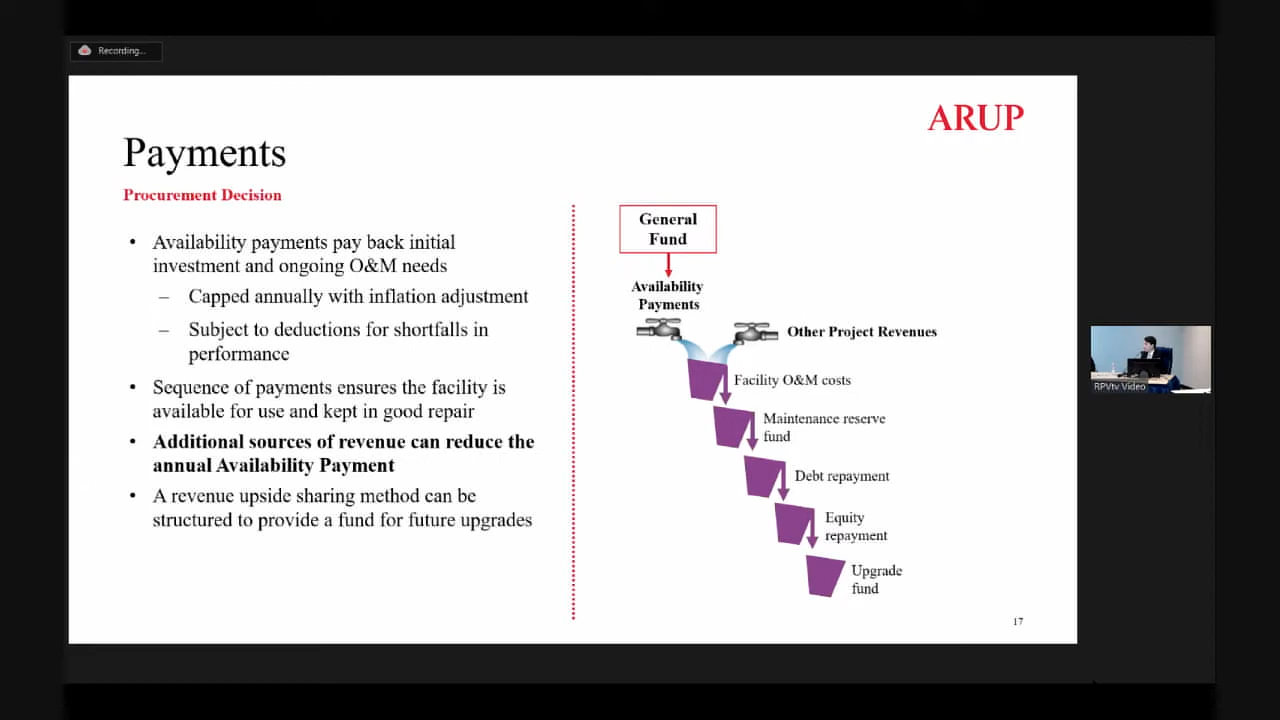 Recording...
ARUP
Payments
Procurement Decision
• Availability payments pay back initial
investment and ongoing O&M needs
– Capped annually with inflation adjustment
– Subject to deductions for shortfalls in
performance
• Sequence of payments ensures the facility is
available for use and kept in good repair
• Additional sources of revenue can reduce the
annual Availability Payment
• A revenue upside sharing method can be
structured to provide a fund for future upgrades
General
Fund
Availability
Payments
Other Project Revenues
Facility O&M costs
Maintenance reserve
fund
Debt repayment
Equity
repayment
Upgrade
fund
17
RPVtv Video